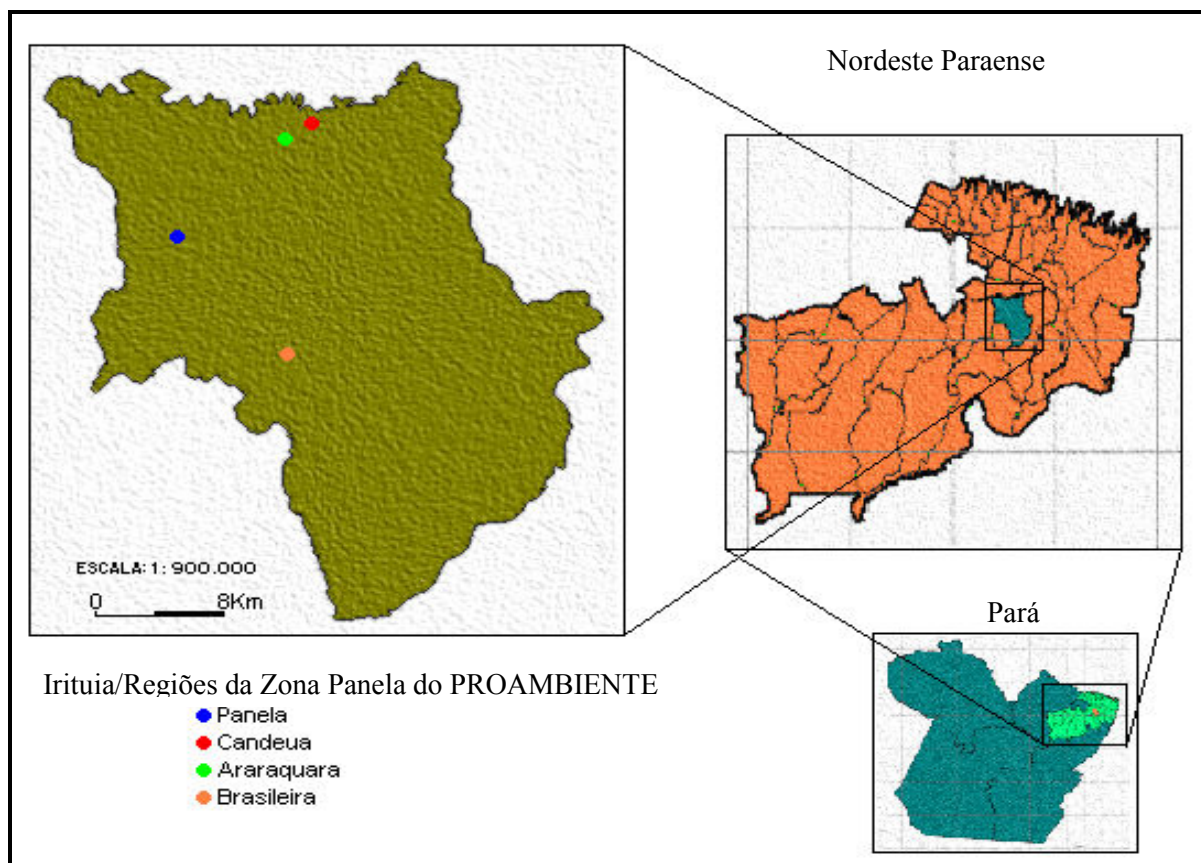 Nordeste Paraense
ESCALA: 1: 900.000
0 8Km
Pará
Irituia/Regiões da Zona Panela do PROAMBIENTE
Panela
Candeua
Araraquara
Brasileira